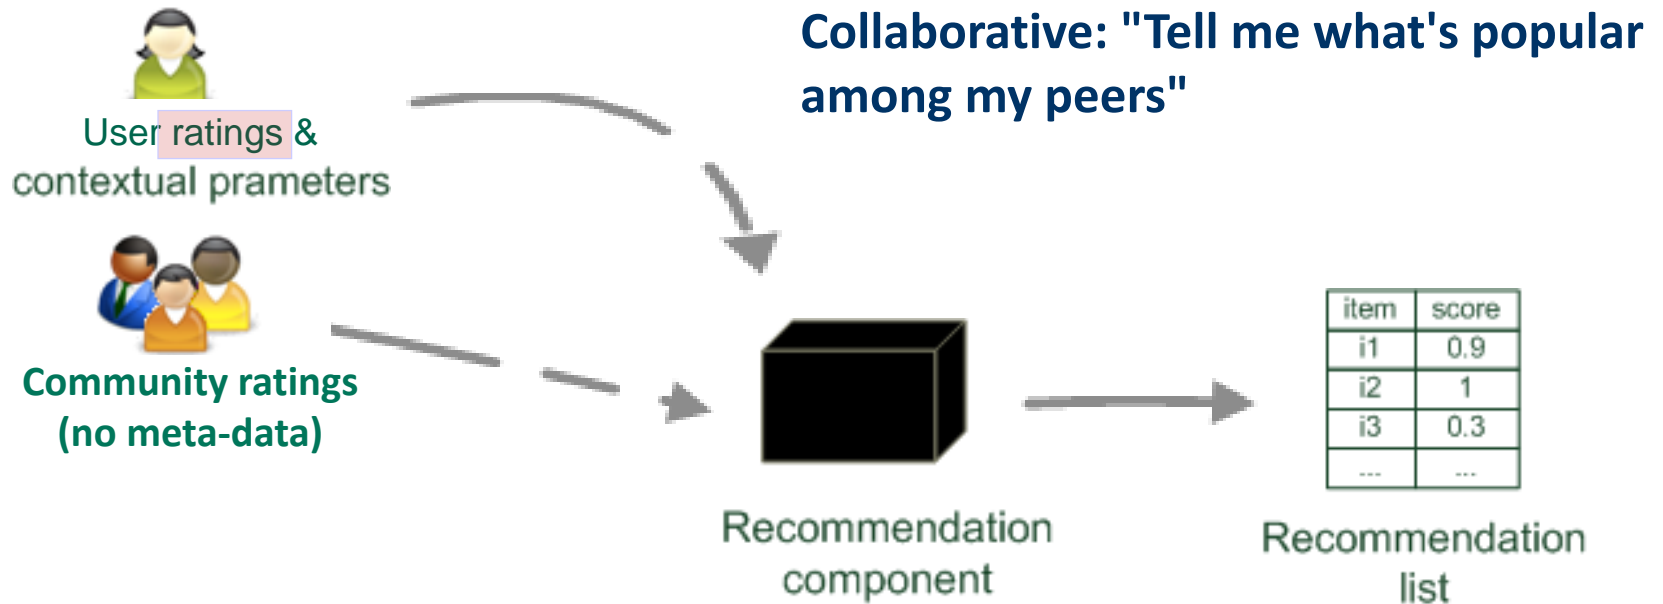 Collaborative: "Tell me what's popular
among my peers"
User ratings &
contextual prameters
Community ratings
(no meta-data)
item score
i1 0.9
i2 1
i3 0.3
... ...
Recommendation
component
Recommendation
list